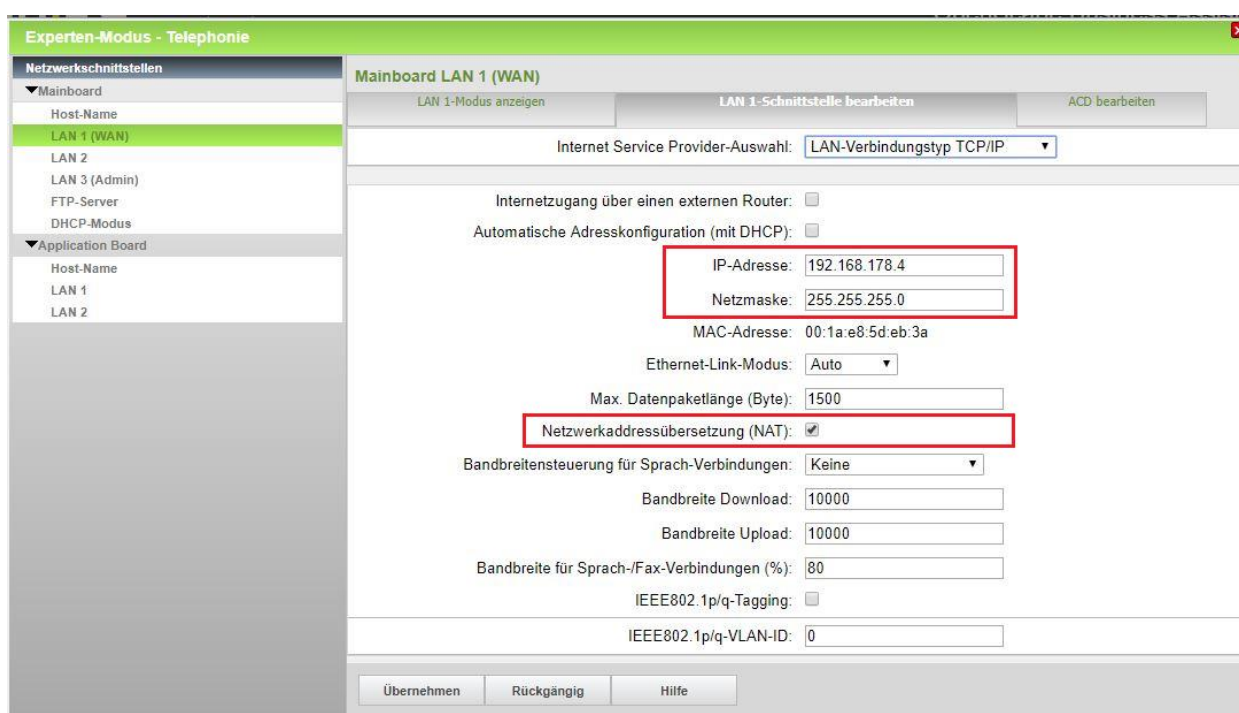 Experten-Modus - Telephonie
Netzwerkschnittstellen
Mainboard
Host-Name
LAN 1 (WAN)
LAN 2
LAN 3 (Admin)
FTP-Server
DHCP-Modus
Application Board
Host-Name
LAN 1
LAN 2
Mainboard LAN 1 (WAN)
LAN 1-Modus anzeigen
LAN 1-Schnittstelle bearbeiten
ACD bearbeiten
Internet Service Provider-Auswahl: LAN-Verbindungstyp TCP/IP
Internetzugang über einen externen Router:
Automatische Adresskonfiguration (mit DHCP):
IP-Adresse: 192.168.178.4
Netzmaske: 255.255.255.0
MAC-Adresse: 00:1a:e8:5d:eb:3a
Ethernet-Link-Modus: Auto
Max. Datenpaketlänge (Byte): 1500
Netzwerkaddressübersetzung (NAT):
Bandbreitensteuerung für Sprach-Verbindungen: Keine
Bandbreite Download: 10000
Bandbreite Upload: 10000
Bandbreite für Sprach-/Fax-Verbindungen (%): 80
IEEE802.1p/q-Tagging:
IEEE802.1p/q-VLAN-ID: 0
Übernehmen
Rückgängig
Hilfe